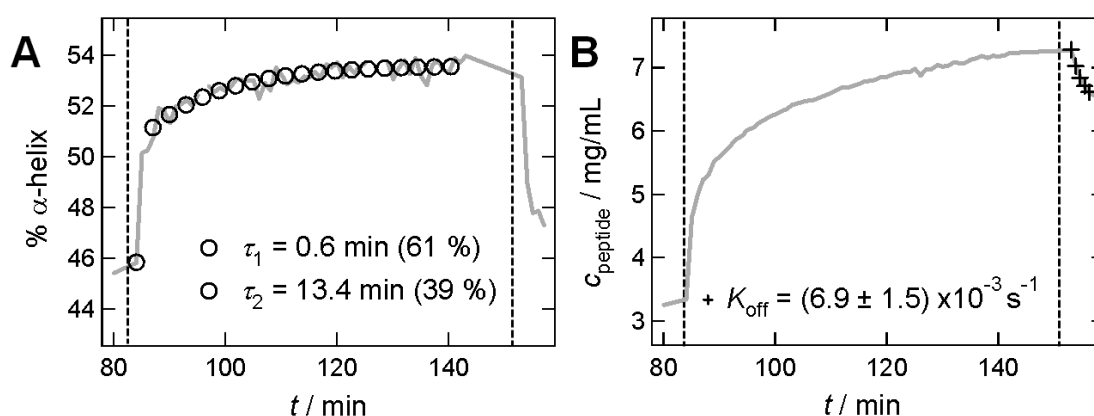 A
% α-helix
54
52
50
48
46
44
○ τ1 = 0.6 min (61 %)
○ τ2 = 13.4 min (39 %)
80 100 120 140
t / min
B
cpeptide / mg/mL
7
6
5
4
3
+ Koff = (6.9 ± 1.5) x10-3 s-1
80 100 120 140
t / min